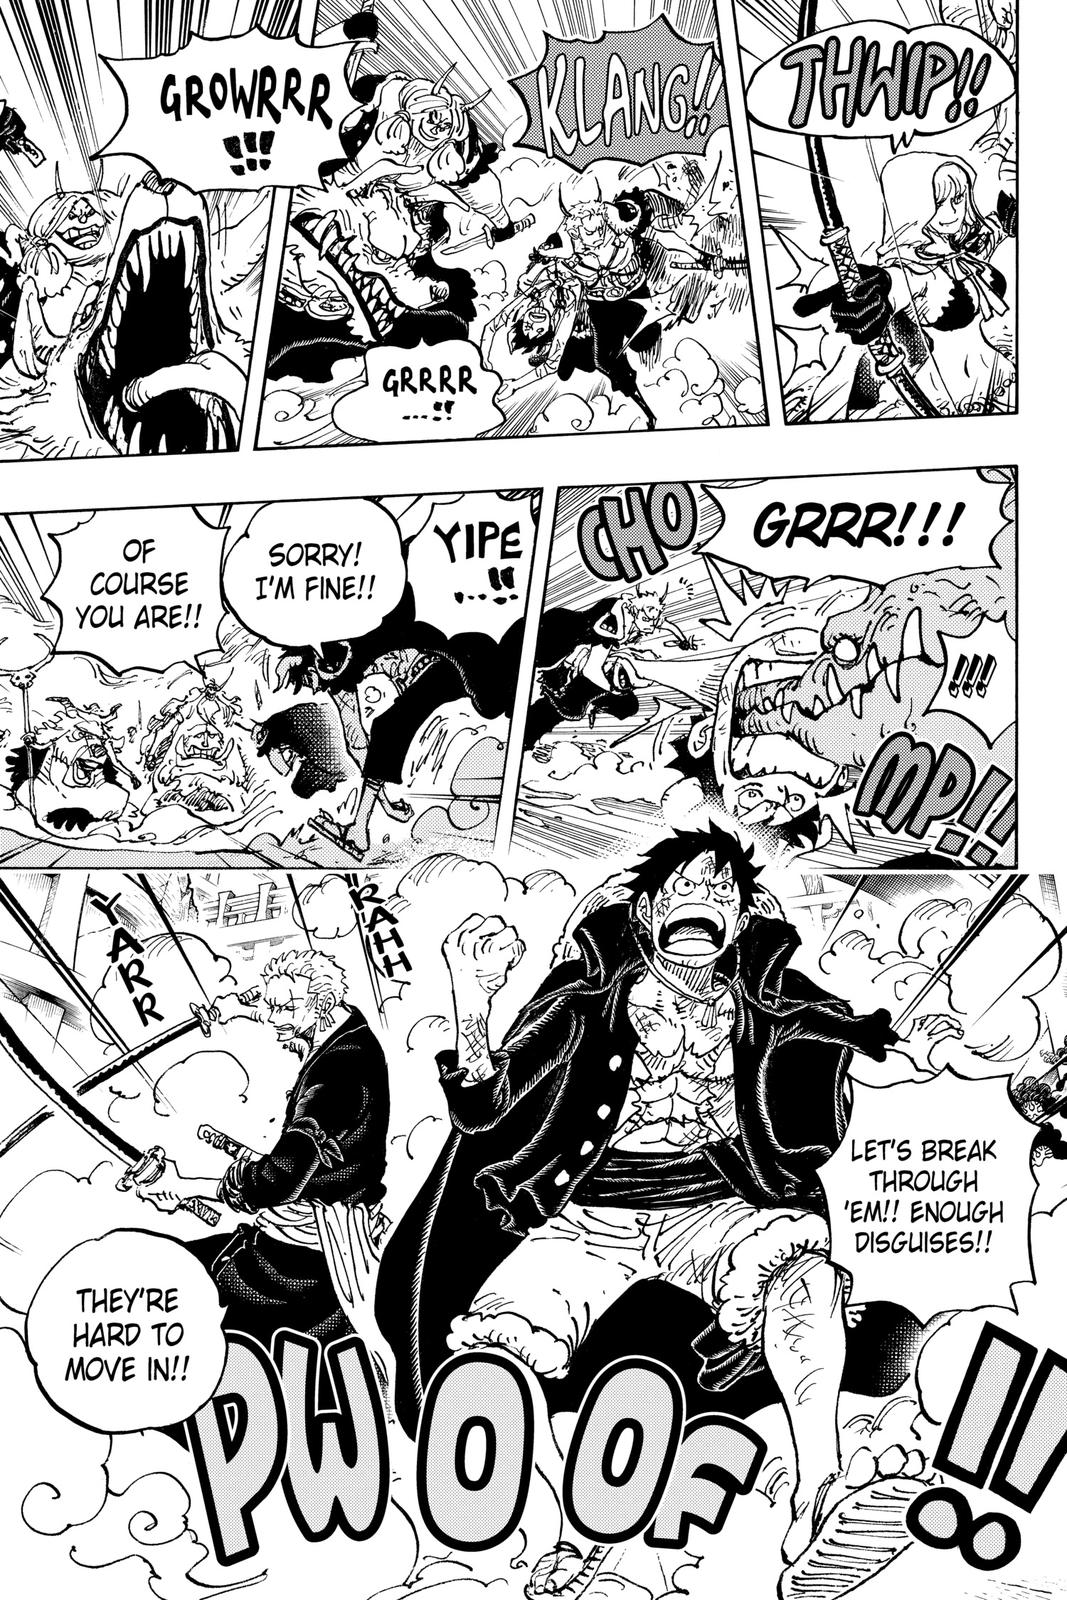 THWIP!!
KLANG!!
GRRRR
...!!
GROWRRR
!!!
GRRR!!!
!!!
CHO
MP!!
YIPE
...!!
SORRY!
I'M FINE!!
OF
COURSE
YOU ARE!!
RAHH
YARR
LET'S BREAK
THROUGH
'EM!! ENOUGH
DISGUISES!!
THEY'RE
HARD TO
MOVE IN!!
PWOOF!!